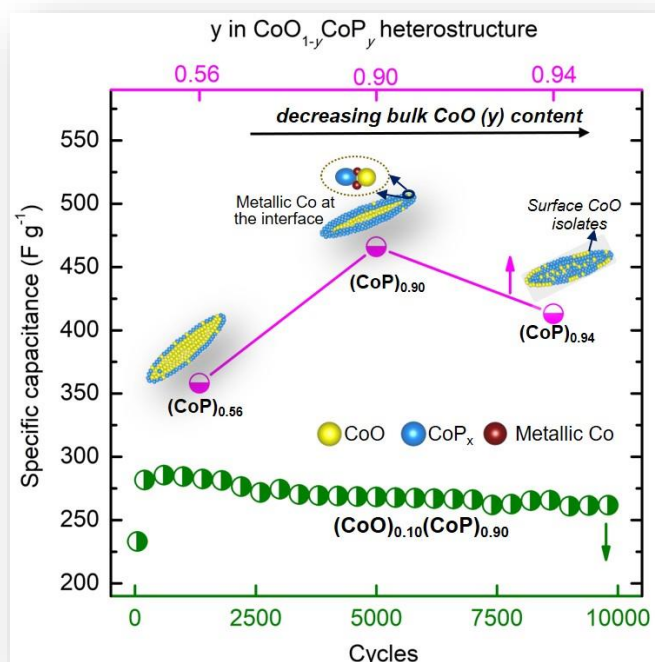 y in CoO₁₋yCoPy heterostructure
0.56 0.90 0.94
decreasing bulk CoO (y) content
Metallic Co at
the interface
Surface CoO
isolates
(CoP)₀.₉₀
(CoP)₀.₉₄
(CoP)₀.₅₆
CoO CoPₓ Metallic Co
(CoO)₀.₁₀(CoP)₀.₉₀
Specific capacitance (F g⁻¹)
550
500
450
400
350
300
250
200
0 2500 5000 7500 10000
Cycles